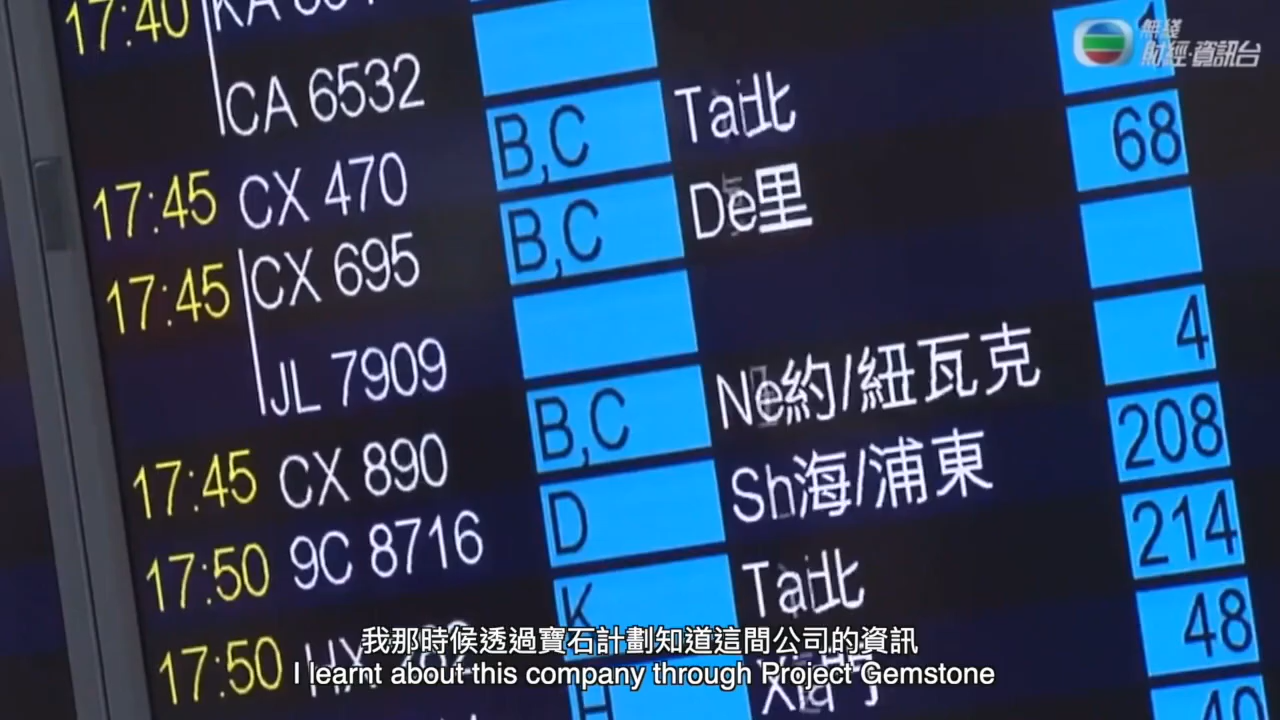 無綫
財經·資訊台
17:40
CA 6532
17:45 CX 470 B,C Tai北 68
17:45 CX 695 B,C De里
JL 7909
17:45 CX 890 B,C Ne約/紐瓦克 4
17:50 9C 8716 D Sh海/浦東 208
17:50 K Tai北 214
48
我那時候透過寶石計劃知道這間公司的資訊
I learnt about this company through Project Gemstone